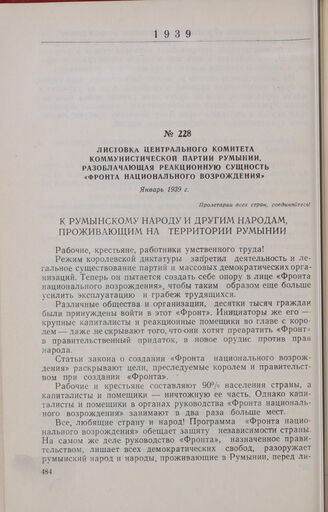 1939
№ 228
ЛИСТОВКА ЦЕНТРАЛЬНОГО КОМИТЕТА
КОММУНИСТИЧЕСКОЙ ПАРТИИ РУМЫНИИ,
РАЗОБЛАЧАЮЩАЯ РЕАКЦИОННУЮ СУЩНОСТЬ
«ФРОНТА НАЦИОНАЛЬНОГО ВОЗРОЖДЕНИЯ»
Январь 1939 г.
Пролетарии всех стран, соединяйтесь!
К РУМЫНСКОМУ НАРОДУ И ДРУГИМ НАРОДАМ,
ПРОЖИВАЮЩИМ НА ТЕРРИТОРИИ РУМЫНИИ
Рабочие, крестьяне, работники умственного труда!
Режим королевской диктатуры запретил деятельность и ле-
гальное существование партий и массовых демократических орга-
низаций. Теперь он пытается создать себе опору в лице «Фронта
национального возрождения», чтобы таким образом еще больше
усилить эксплуатацию и грабеж трудящихся.
Различные общества и организации, десятки тысяч граждан
были принуждены войти в этот «Фронт». Инициаторы же его —
крупные капиталисты и реакционные помещики во главе с коро-
лем — даже не скрывают того, что они хотят превратить «Фронт»
в правительственный придаток, в новое орудие против прав
народа.
Статьи закона о создании «Фронта национального возрож-
дения» раскрывают цели, преследуемые королем и правительст-
вом при создании «Фронта».
Рабочие и крестьяне составляют 90% населения страны, а
капиталисты и помещики — ничтожную ее часть. Однако капи-
талисты и помещики в органах руководства «Фронта националь-
ного возрождения» занимают в два раза больше мест.
Все, любящие страну и народ! Программа «Фронта нацио-
нального возрождения» обещает защиту независимости страны.
На самом же деле руководство «Фронта», назначенное прави-
тельством, лишает всех демократических свобод, разоружает
румынский народ и народы, проживающие в Румынии, перед ли-
484